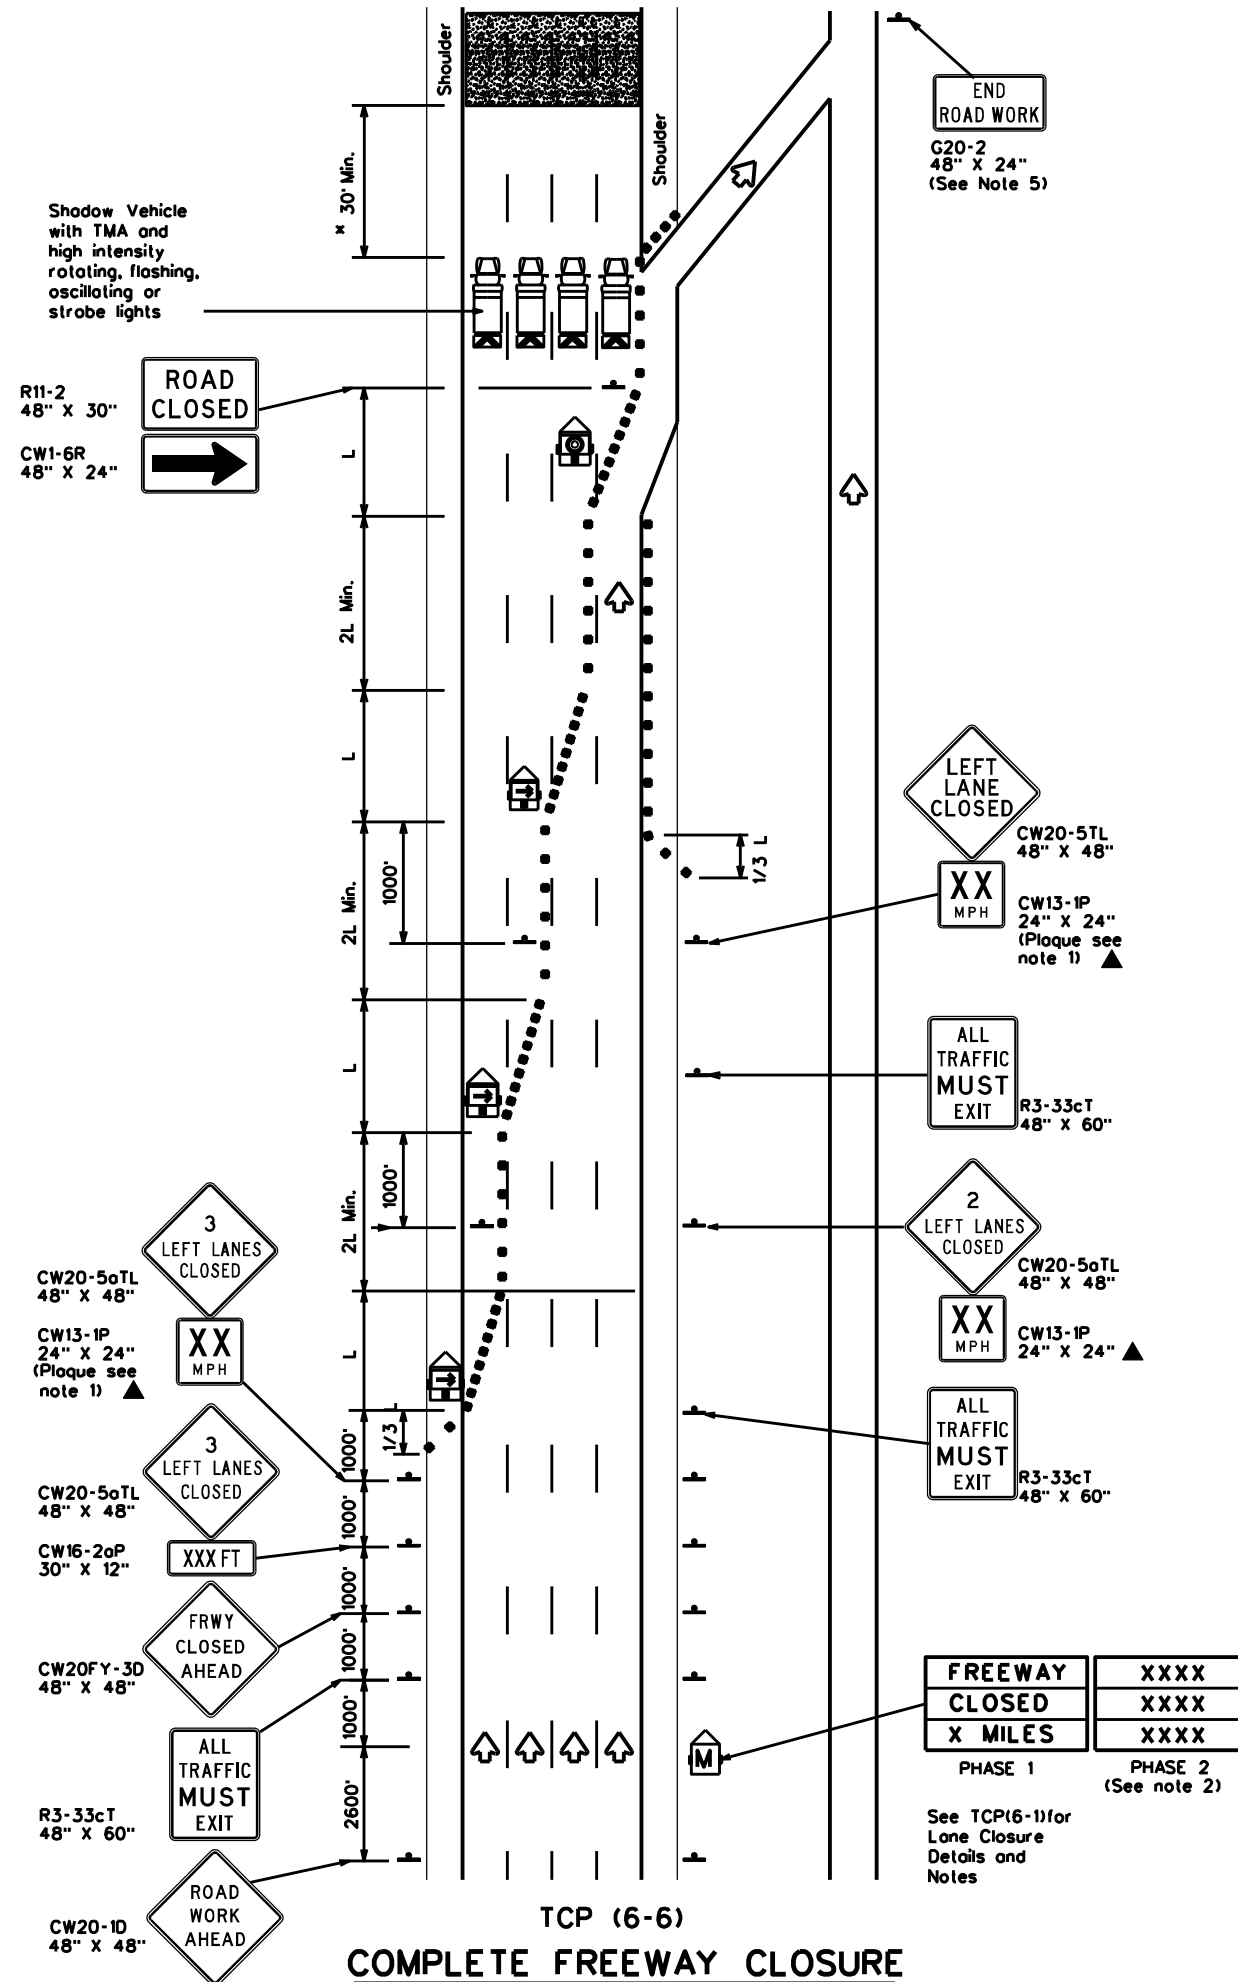 Shoulder
END
ROAD WORK
G20-2
48" X 24"
(See Note 5)
Shoulder
* 30' Min.
Shadow Vehicle
with TMA and
high intensity
rotating, flashing,
oscillating or
strobe lights
ROAD
CLOSED
R11-2
48" X 30"
CW1-6R
48" X 24"
L
2L Min.
L
LEFT
LANE
CLOSED
CW20-5TL
48" X 48"
XX
MPH
CW13-1P
24" X 24"
(Plaque see
note 1) ▲
1/3 L
1000'
2L Min.
ALL
TRAFFIC
MUST
EXIT
R3-33cT
48" X 60"
L
1000'
2L Min.
3
LEFT LANES
CLOSED
CW20-5aTL
48" X 48"
XX
MPH
CW13-1P
24" X 24"
(Plaque see
note 1) ▲
2
LEFT LANES
CLOSED
CW20-5aTL
48" X 48"
XX
MPH
CW13-1P
24" X 24" ▲
L
1/3 L
1000'
ALL
TRAFFIC
MUST
EXIT
R3-33cT
48" X 60"
3
LEFT LANES
CLOSED
CW20-5aTL
48" X 48"
XXX FT
CW16-2aP
30" X 12"
1000'
1000'
FRWY
CLOSED
AHEAD
CW20FY-3D
48" X 48"
1000'
1000'
ALL
TRAFFIC
MUST
EXIT
R3-33cT
48" X 60"
2600'
M
FREEWAY
CLOSED
X MILES
PHASE 1
XXXX
XXXX
XXXX
PHASE 2
(See note 2)
See TCP(6-1)for
Lane Closure
Details and
Notes
ROAD
WORK
AHEAD
CW20-1D
48" X 48"
TCP (6-6)
COMPLETE FREEWAY CLOSURE